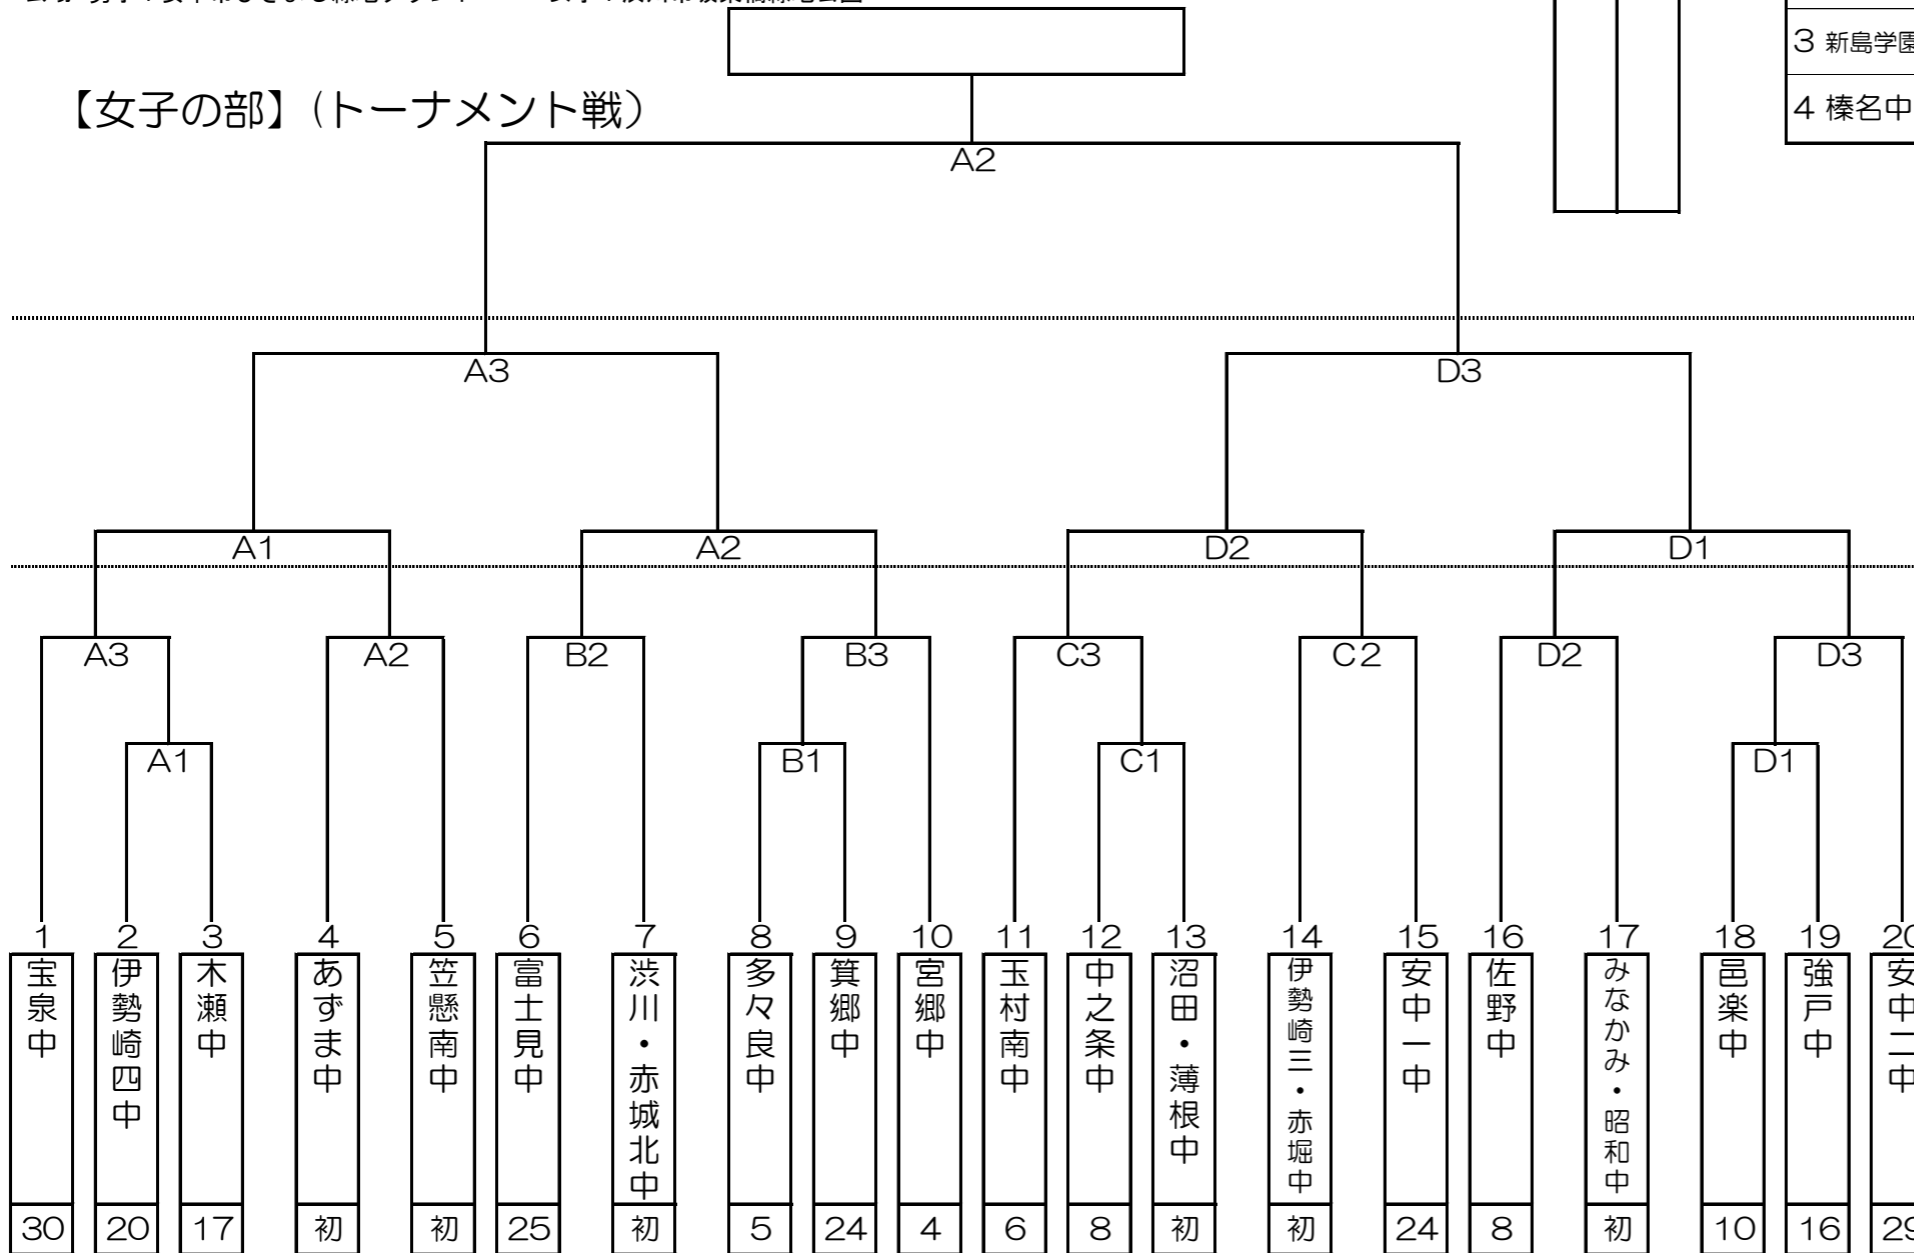 3 新島学園
【女子の部】(トーナメント戦)
4 榛名中
A2
A3 D3
A1 A2 D2 D1
A3 A2 B2 B3 C3 C2 D2 D3
A1 B1 C1 D1
1 2 3 4 5 6 7 8 9 10 11 12 13 14 15 16 17 18 19 20
宝泉中
伊勢崎四中
木瀬中
あずま中
笠懸南中
富士見中
渋川・赤城北中
多々良中
箕郷中
宮郷中
玉村南中
中之条中
沼田・薄根中
伊勢崎三・赤堀中
安中一中
佐野中
みなかみ・昭和中
邑楽中
強戸中
安中二中
30 20 17 初 初 25 初 5 24 4 6 8 初 初 24 8 初 10 16 29